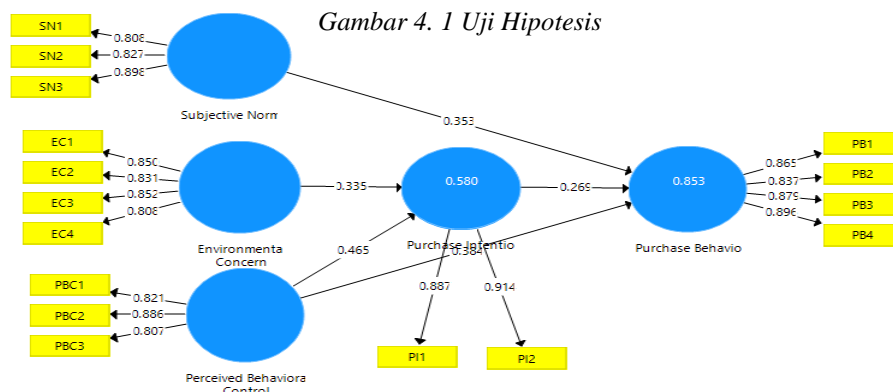 Gambar 4. 1 Uji Hipotesis
SN1
SN2
SN3
0.808
0.827
0.898
Subjective Norm
0.353
EC1
EC2
EC3
EC4
0.850
0.831
0.852
0.808
Environmenta
Concern
0.335
0.580
Purchase Intentio
0.269
0.853
Purchase Behavio
0.865
0.837
0.879
0.896
PB1
PB2
PB3
PB4
0.465
0.384
PBC1
PBC2
PBC3
0.821
0.886
0.807
Perceived Behaviora
Control
0.887
0.914
PI1
PI2